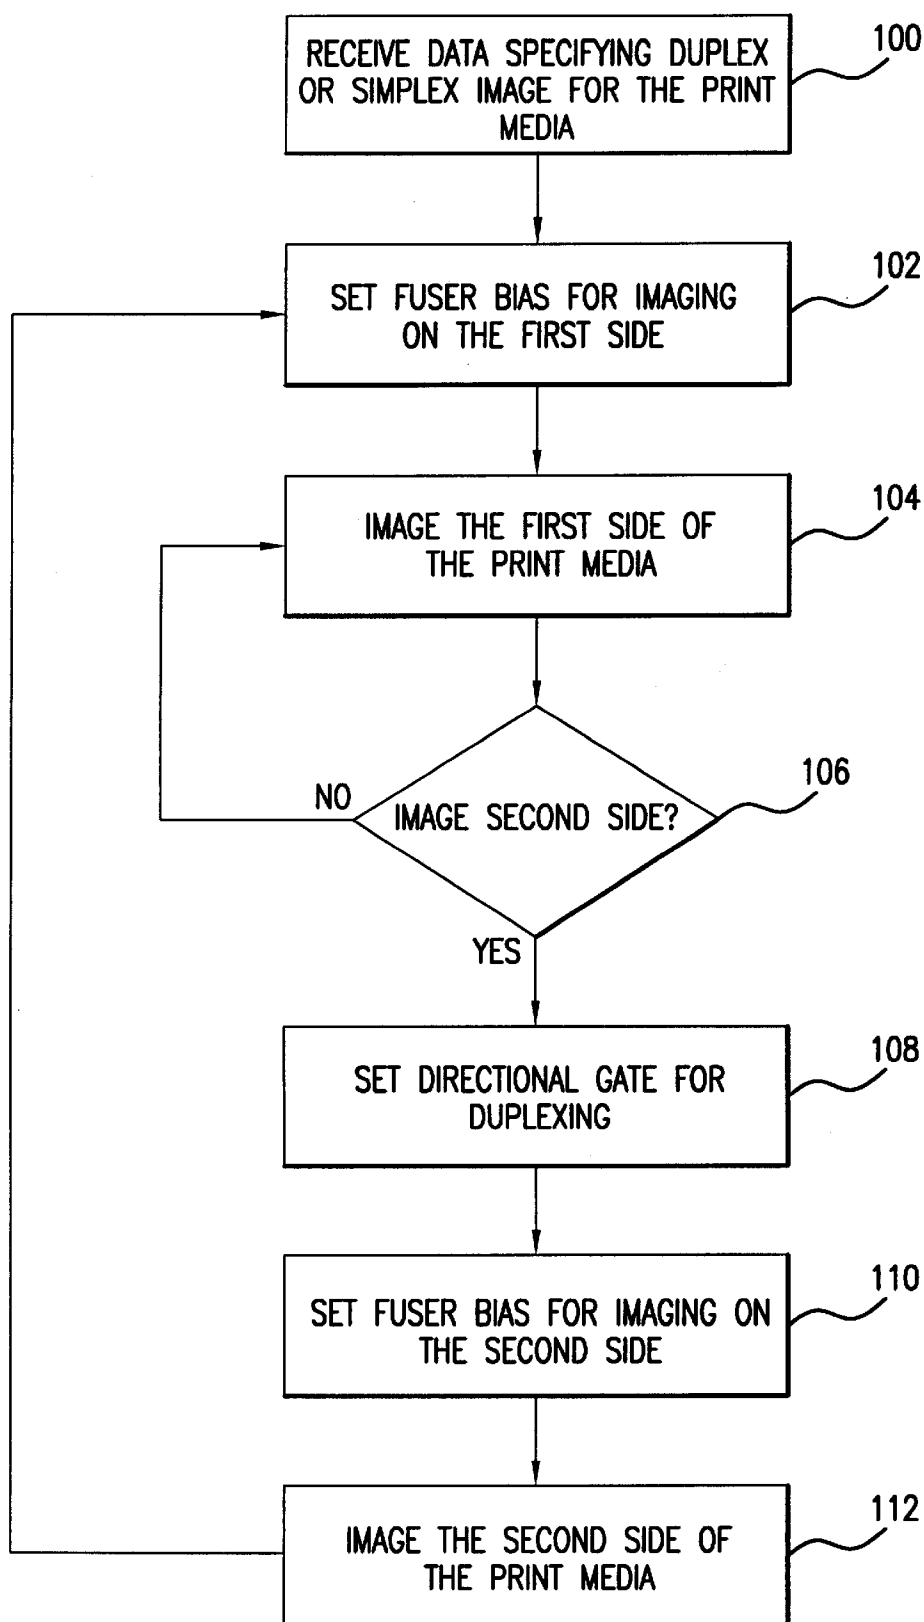 RECEIVE DATA SPECIFYING DUPLEX
OR SIMPLEX IMAGE FOR THE PRINT
MEDIA
100
SET FUSER BIAS FOR IMAGING
ON THE FIRST SIDE
102
IMAGE THE FIRST SIDE OF
THE PRINT MEDIA
104
IMAGE SECOND SIDE?
106
NO
YES
SET DIRECTIONAL GATE FOR
DUPLEXING
108
SET FUSER BIAS FOR IMAGING ON
THE SECOND SIDE
110
IMAGE THE SECOND SIDE OF
THE PRINT MEDIA
112